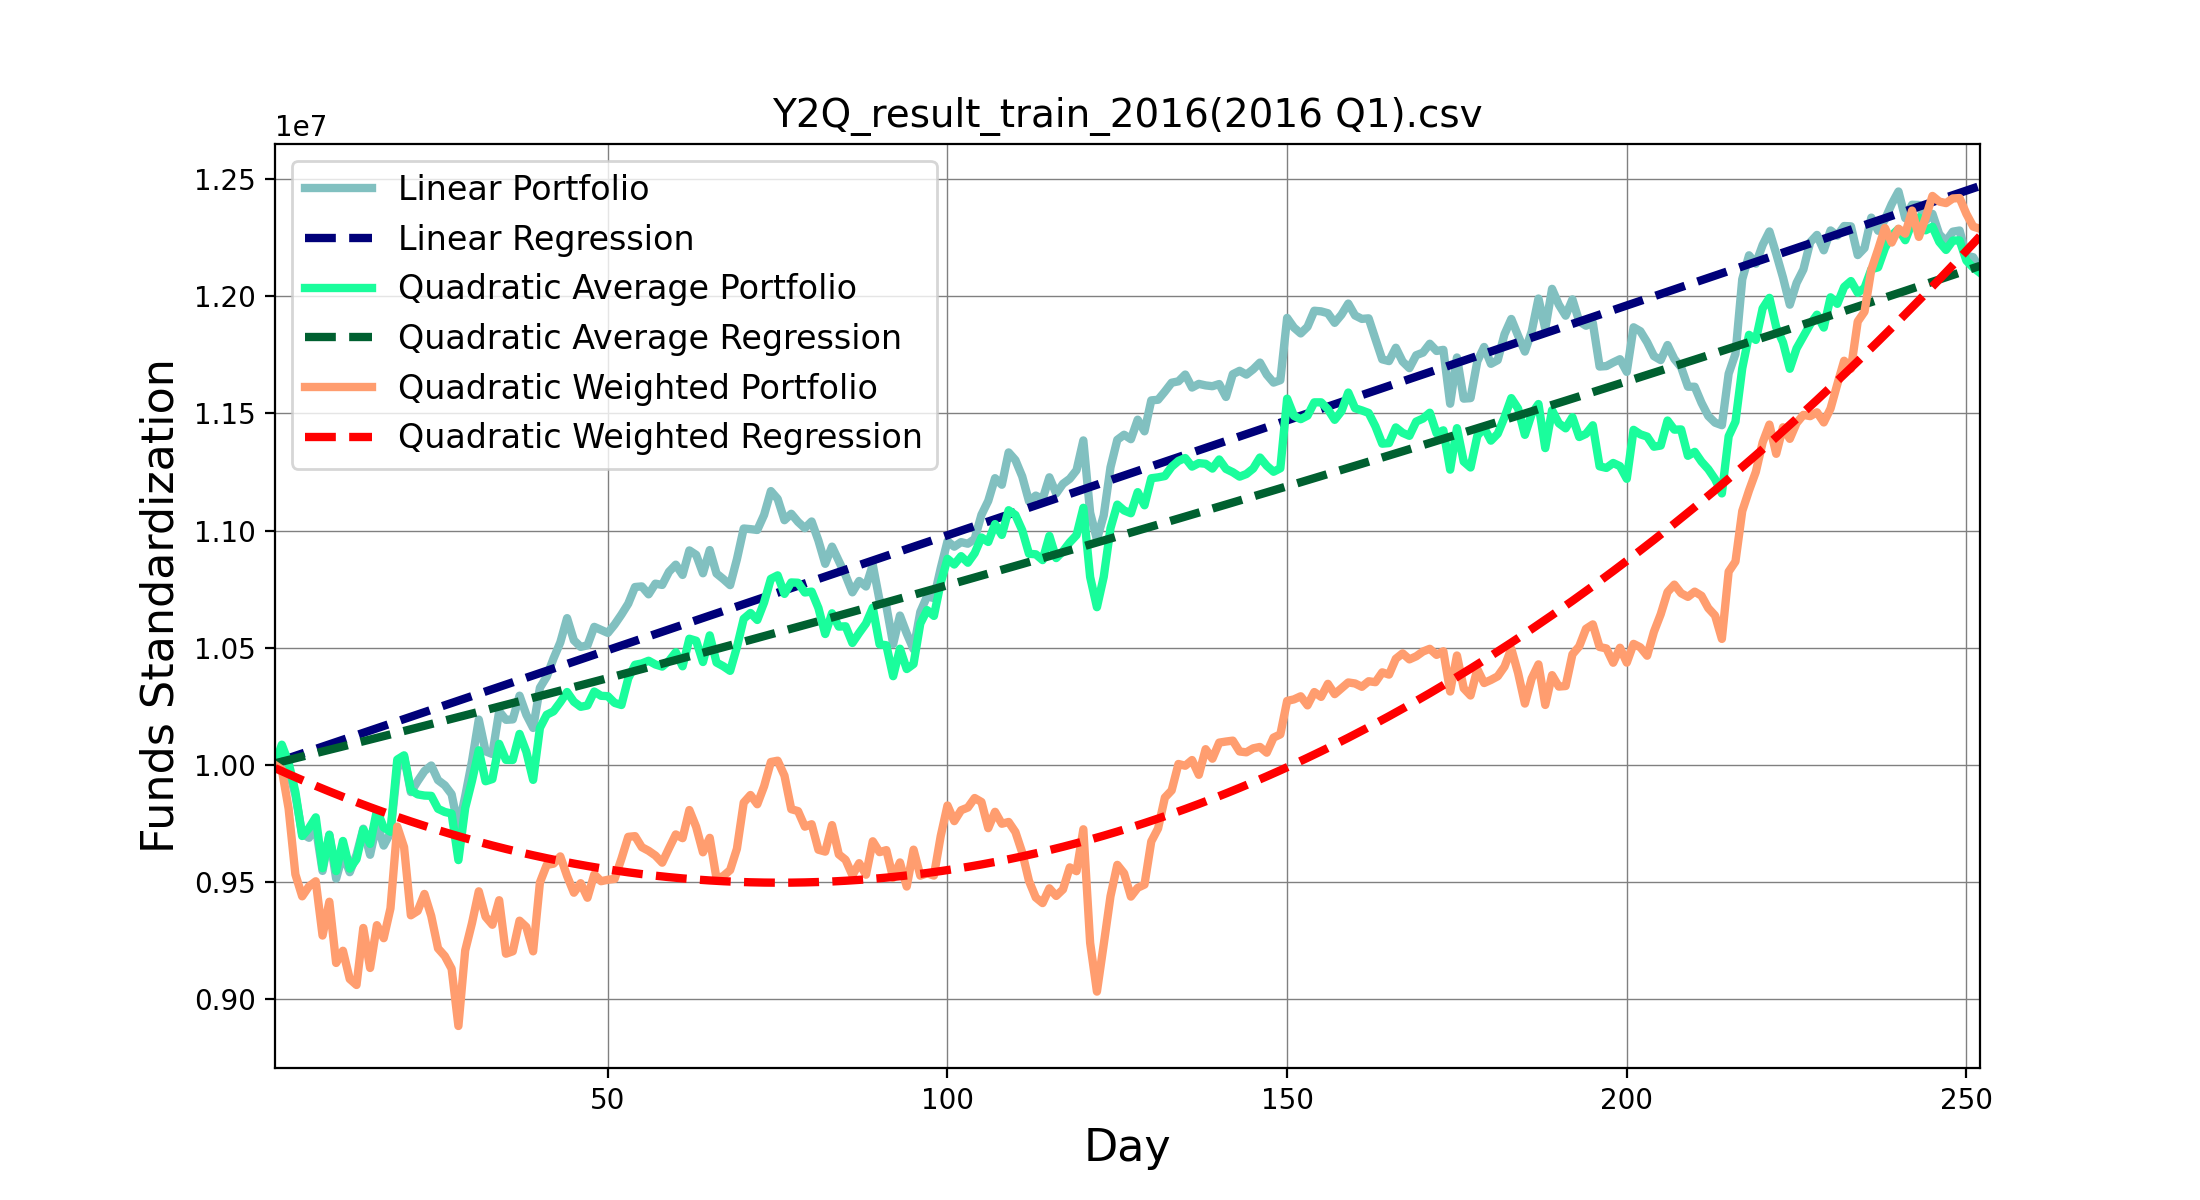 Y2Q_result_train_2016(2016 Q1).csv
1e7
Linear Portfolio
Linear Regression
Quadratic Average Portfolio
Quadratic Average Regression
Quadratic Weighted Portfolio
Quadratic Weighted Regression
Funds Standardization
1.25
1.20
1.15
1.10
1.05
1.00
0.95
0.90
50 100 150 200 250
Day